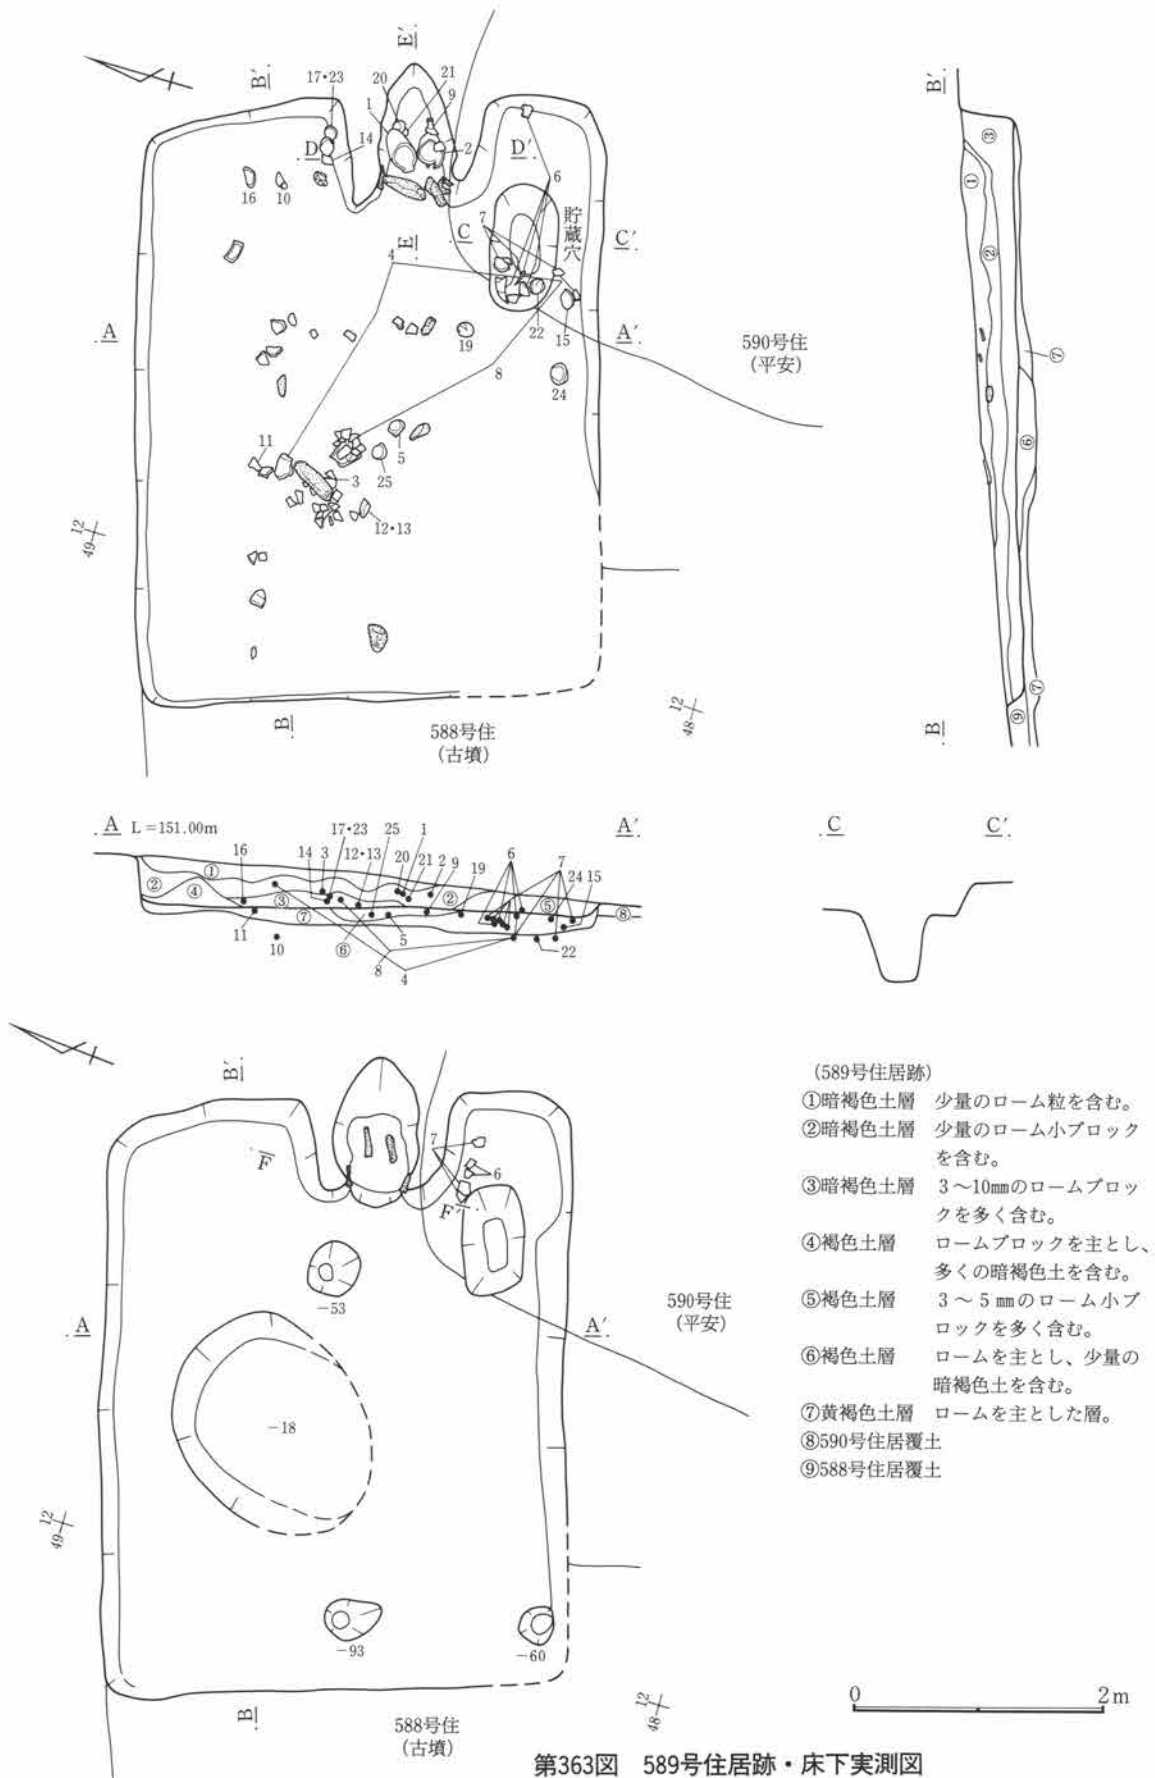 E′
B′
17•23
20
21
1
9
D
14
2
D′
16
10
6
7
貯蔵穴
C
C′
E
4
A
19
22
15
A′
590号住
(平安)
8
24
11
5
3
25
12•13
12
49
B
588号住
(古墳)
12
48
B′
③
①
②
⑦
⑥
⑦
⑨
B
A L=151.00m
A′
17•23
25
1
16
14
3
12•13
20
21
2
9
19
6
7
24
15
①
②
④
③
⑦
②
⑤
⑧
11
10
⑥
5
8
4
22
C
C′
B′
F
7
6
F′
−53
A
A′
590号住
(平安)
−18
12
49
−93
−60
B
588号住
(古墳)
12
48
(589号住居跡)
①暗褐色土層 少量のローム粒を含む。
②暗褐色土層 少量のローム小ブロック
を含む。
③暗褐色土層 3〜10㎜のロームブロッ
クを多く含む。
④褐色土層 ロームブロックを主とし、
多くの暗褐色土を含む。
⑤褐色土層 3〜5㎜のローム小ブ
ロックを多く含む。
⑥褐色土層 ロームを主とし、少量の
暗褐色土を含む。
⑦黄褐色土層 ロームを主とした層。
⑧590号住居覆土
⑨588号住居覆土
0 2m
第363図 589号住居跡・床下実測図